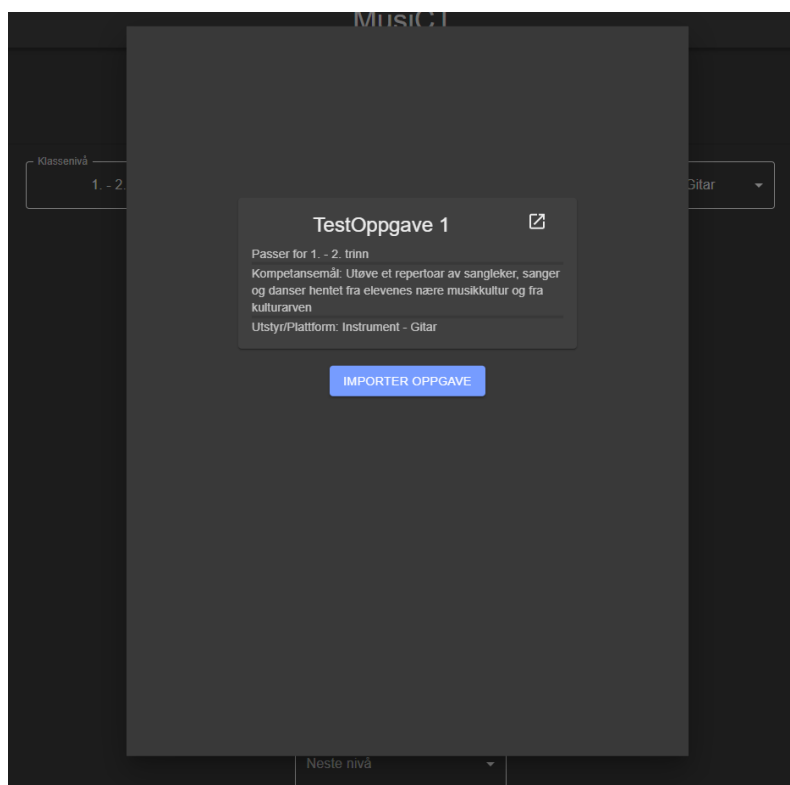 MusiCT
Klassenivå
1. - 2.
Gitar
TestOppgave 1
Passer for 1. - 2. trinn
Kompetansemål: Utøve et repertoar av sangleker, sanger
og danser hentet fra elevenes nære musikkultur og fra
kulturarven
Utstyr/Plattform: Instrument - Gitar
IMPORTER OPPGAVE
Neste nivå